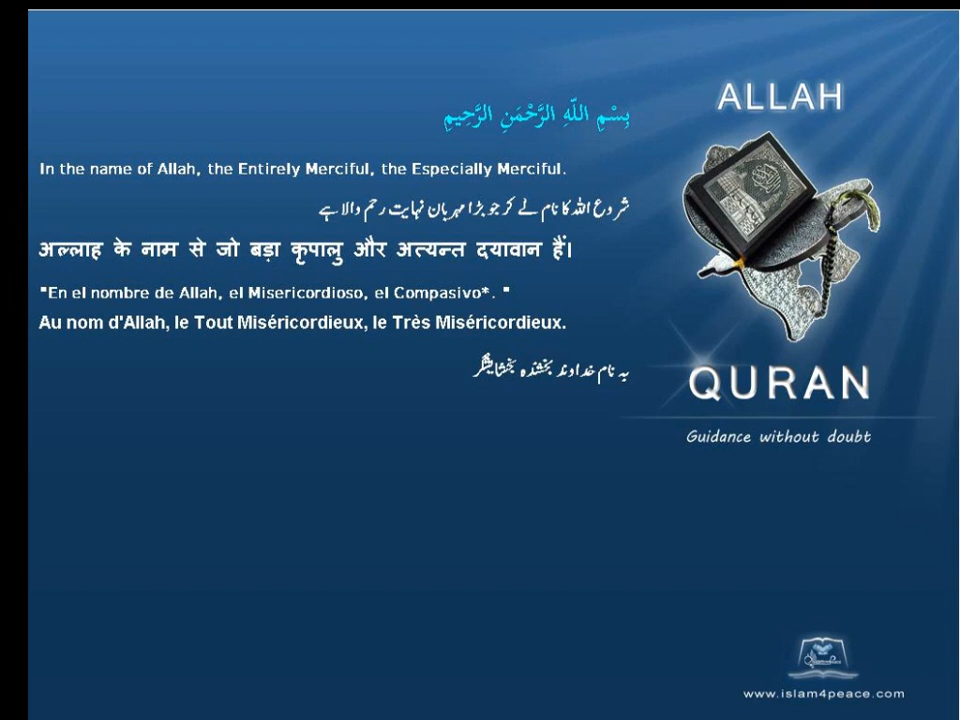 بِسْمِ اللَّهِ الرَّحْمَنِ الرَّحِيمِ
In the name of Allah, the Entirely Merciful, the Especially Merciful.
شروع اللہ کا نام لے کر جو بڑا مہربان نہایت رحم والا ہے
अल्लाह के नाम से जो बड़ा कृपालु और अत्यन्त दयावान हैं।
"En el nombre de Allah, el Misericordioso, el Compasivo*. "
Au nom d'Allah, le Tout Miséricordieux, le Très Miséricordieux.
به نام خداوند بخشنده بخشایشگر
ALLAH
QURAN
Guidance without doubt
www.islam4peace.com